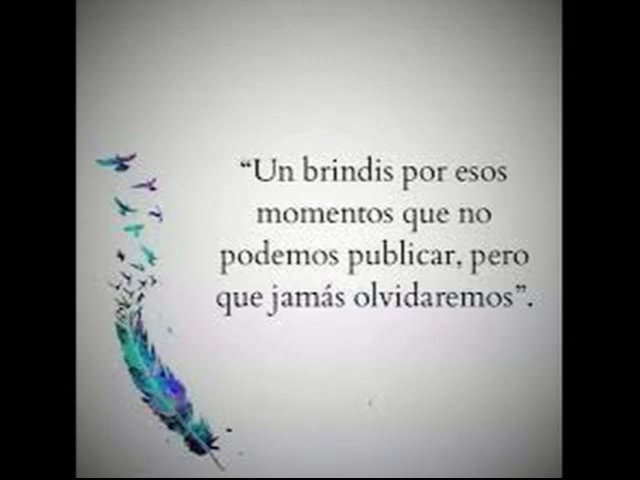 “Un brindis por esos
momentos que no
podemos publicar, pero
que jamás olvidaremos”.